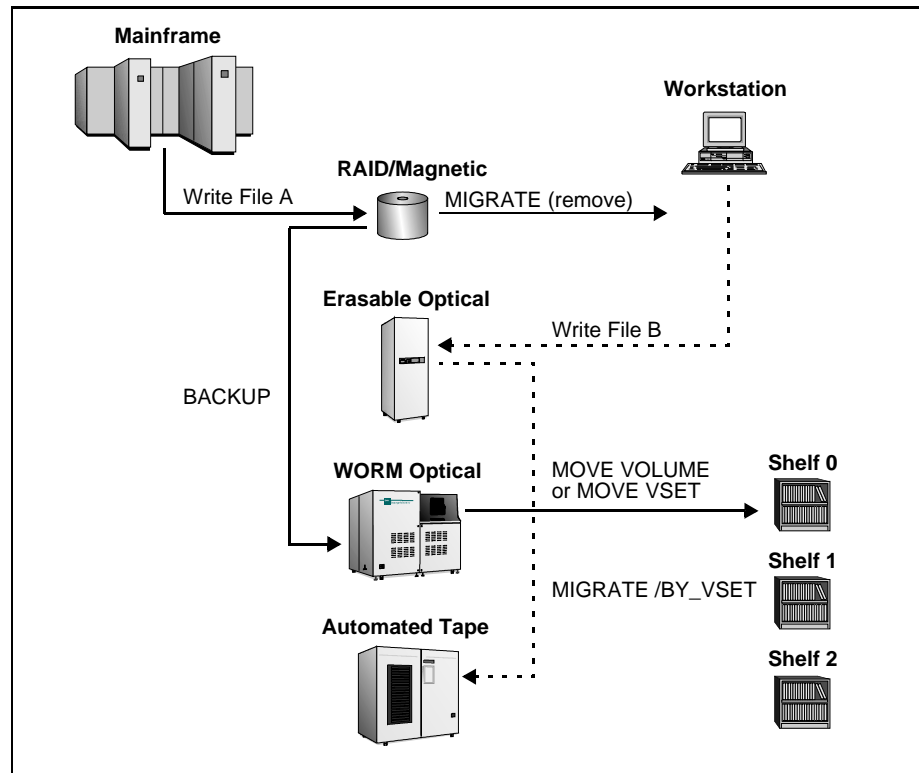 Mainframe
Workstation
RAID/Magnetic
Write File A
MIGRATE (remove)
Erasable Optical
Write File B
BACKUP
WORM Optical
MOVE VOLUME
or MOVE VSET
Shelf 0
Shelf 1
MIGRATE /BY_VSET
Automated Tape
Shelf 2